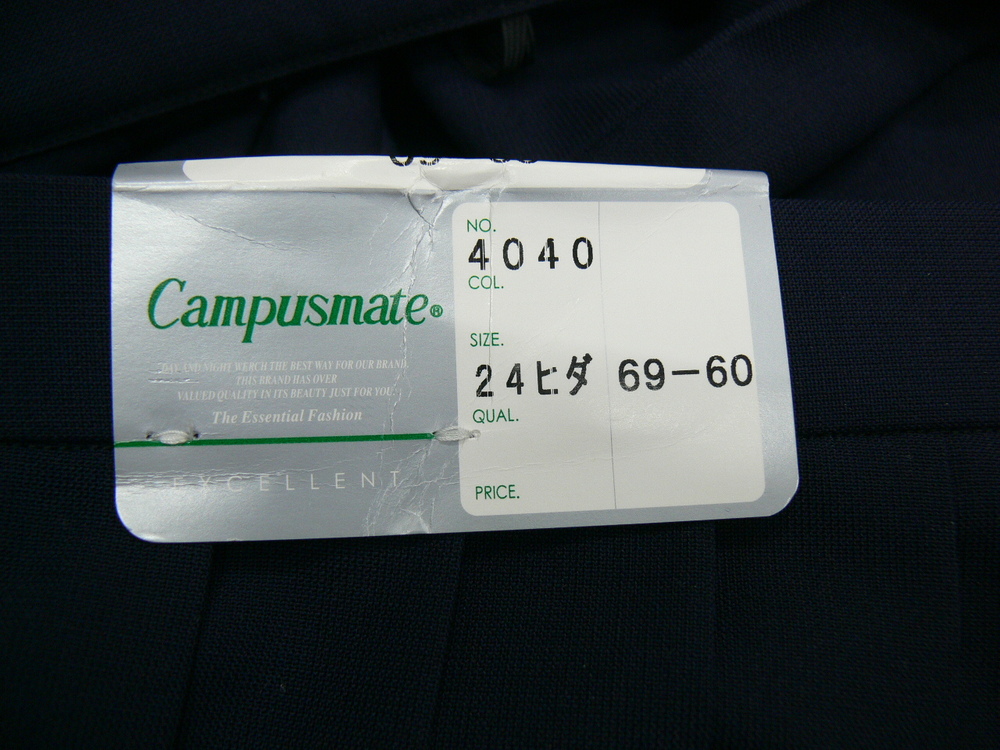 Campusmate®
DAY AND NIGHT WERCH THE BEST WAY FOR OUR BRAND.
THIS BRAND HAS OVER
VALUED QUALITY IN ITS BEAUTY JUST FOR YOU.
The Essential Fashion
EXCELLENT
NO.
4040
COL.
SIZE.
24ヒダ 69-60
QUAL.
PRICE.